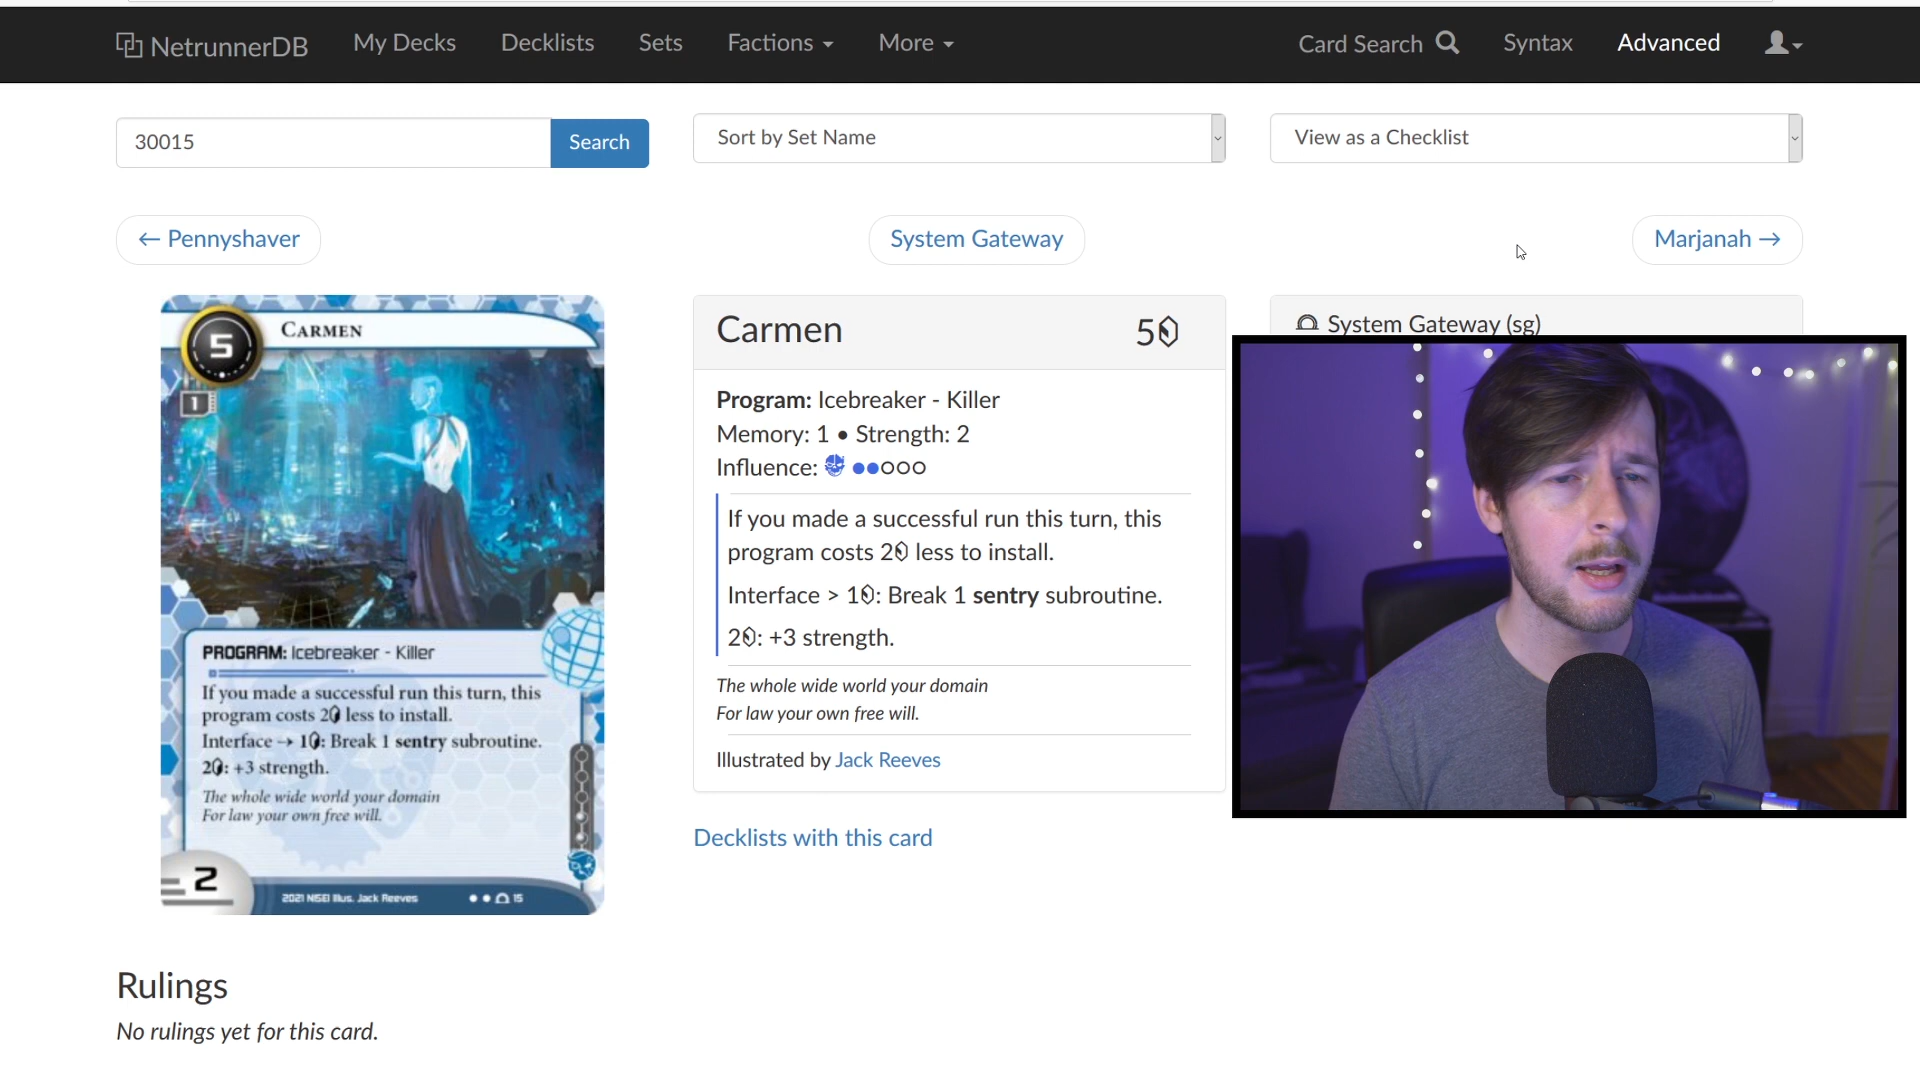 NetrunnerDB My Decks Decklists Sets Factions More Card Search Syntax Advanced
30015 Search Sort by Set Name View as a Checklist
← Pennyshaver System Gateway Marjanah →
5 CARMEN
1
PROGRAM: Icebreaker - Killer
If you made a successful run this turn, this
program costs 2 less to install.
Interface → 1: Break 1 sentry subroutine.
2: +3 strength.
The whole wide world your domain
For law your own free will.
2
2021 NISEI Illus. Jack Reeves 15
Carmen 5
Program: Icebreaker - Killer
Memory: 1 • Strength: 2
Influence:
If you made a successful run this turn, this
program costs 2 less to install.
Interface > 1: Break 1 sentry subroutine.
2: +3 strength.
The whole wide world your domain
For law your own free will.
Illustrated by Jack Reeves
System Gateway (sg)
Decklists with this card
Rulings
No rulings yet for this card.